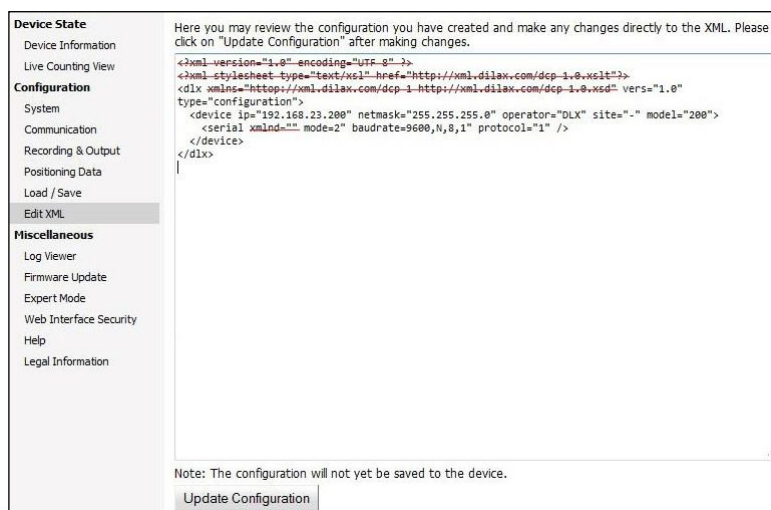 Device State
Device Information
Live Counting View
Configuration
System
Communication
Recording & Output
Positioning Data
Load / Save
Edit XML
Miscellaneous
Log Viewer
Firmware Update
Expert Mode
Web Interface Security
Help
Legal Information
Here you may review the configuration you have created and make any changes directly to the XML. Please
click on "Update Configuration" after making changes.
<?xml version="1.0" encoding="UTF-8" ?>
<?xml-stylesheet type="text/xsl" href="http://xml.dilax.com/dcp-1.0.xslt"?>
<dlx xmlns="httop://xml.dilax.com/dcp-1 http://xml.dilax.com/dcp-1.0.xsd" vers="1.0"
type="configuration">
<device ip="192.168.23.200" netmask="255.255.255.0" operator="DLX" site="-" model="200">
<serial xmlnd="" mode=2" baudrate=9600,N,8,1" protocol="1" />
</device>
</dlx>
Note: The configuration will not yet be saved to the device.
Update Configuration